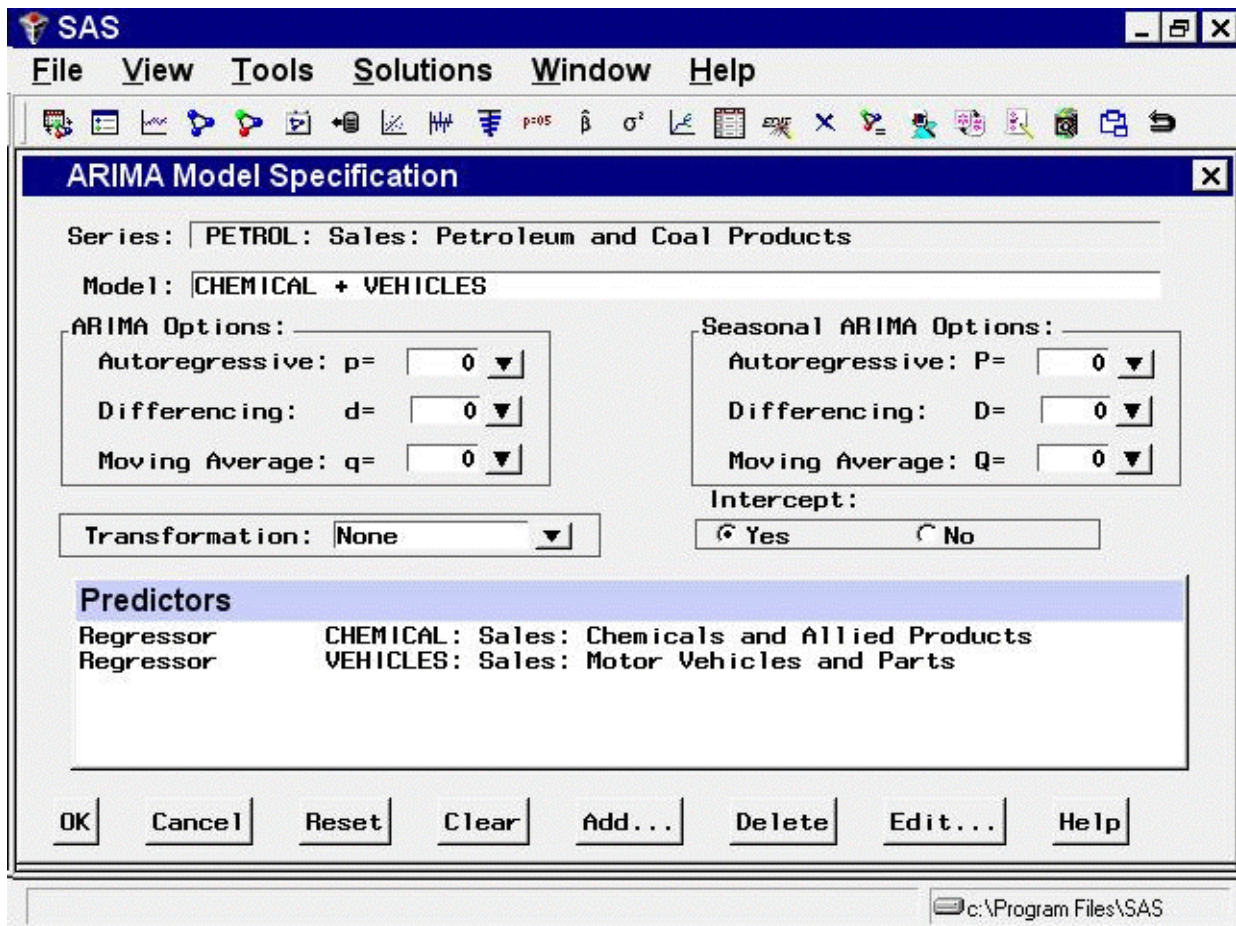 SAS
File View Tools Solutions Window Help
p=05 β̂ σ² EDIT
ARIMA Model Specification
Series: PETROL: Sales: Petroleum and Coal Products
Model: CHEMICAL + VEHICLES
ARIMA Options:
Autoregressive: p= 0
Differencing: d= 0
Moving Average: q= 0
Seasonal ARIMA Options:
Autoregressive: P= 0
Differencing: D= 0
Moving Average: Q= 0
Transformation: None
Intercept:
Yes No
Predictors
Regressor CHEMICAL: Sales: Chemicals and Allied Products
Regressor VEHICLES: Sales: Motor Vehicles and Parts
OK Cancel Reset Clear Add... Delete Edit... Help
c:\Program Files\SAS